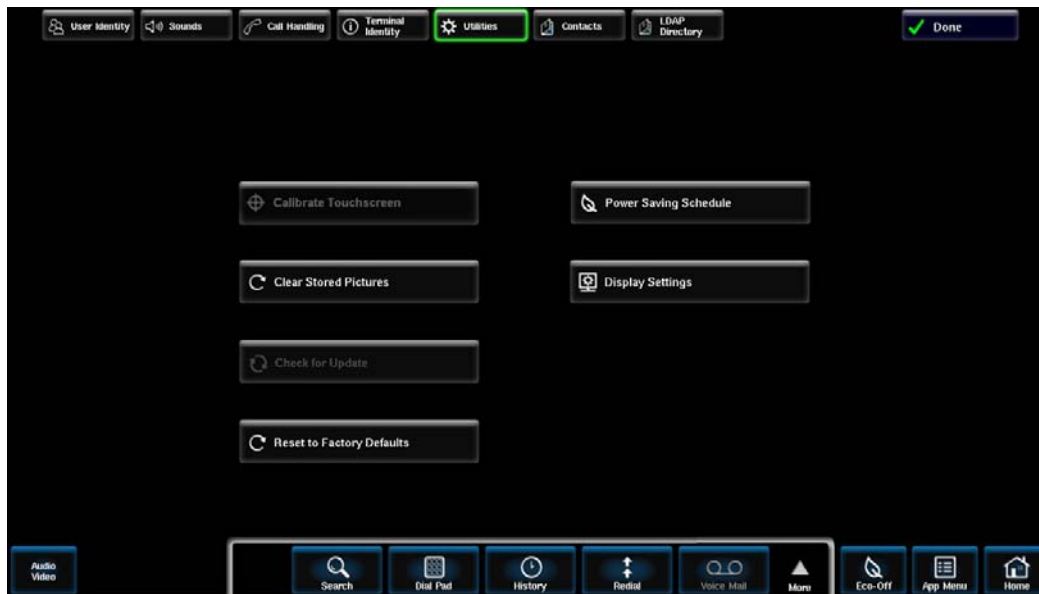 User Identity
Sounds
Call Handling
Terminal
Identity
Utilities
Contacts
LDAP
Directory
Done
Calibrate Touchscreen
Power Saving Schedule
Clear Stored Pictures
Display Settings
Check for Update
Reset to Factory Defaults
Audio
Video
Search
Dial Pad
History
Redial
Voice Mail
More
Eco-Off
App Menu
Home